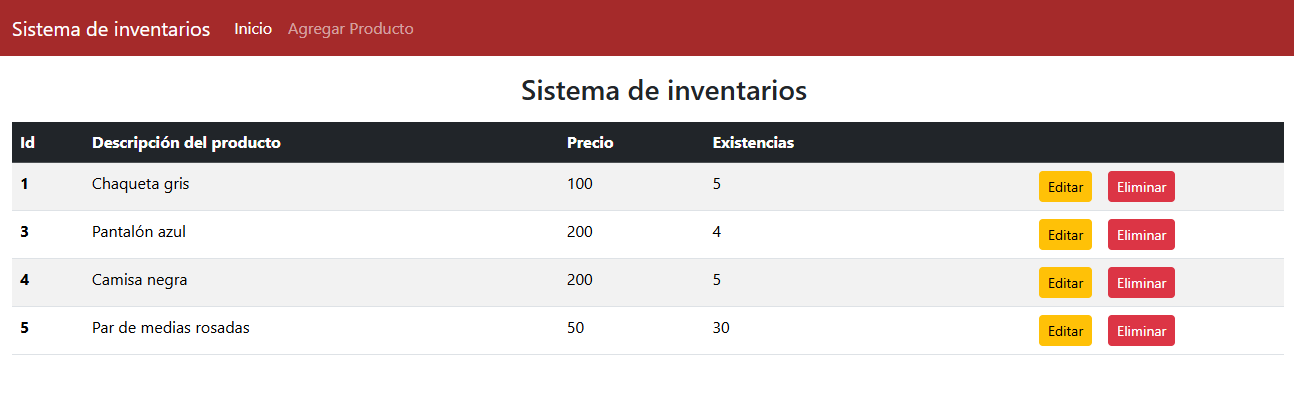 Sistema de inventarios Inicio Agregar Producto
Sistema de inventarios
Id Descripción del producto Precio Existencias
1 Chaqueta gris 100 5 Editar Eliminar
3 Pantalón azul 200 4 Editar Eliminar
4 Camisa negra 200 5 Editar Eliminar
5 Par de medias rosadas 50 30 Editar Eliminar